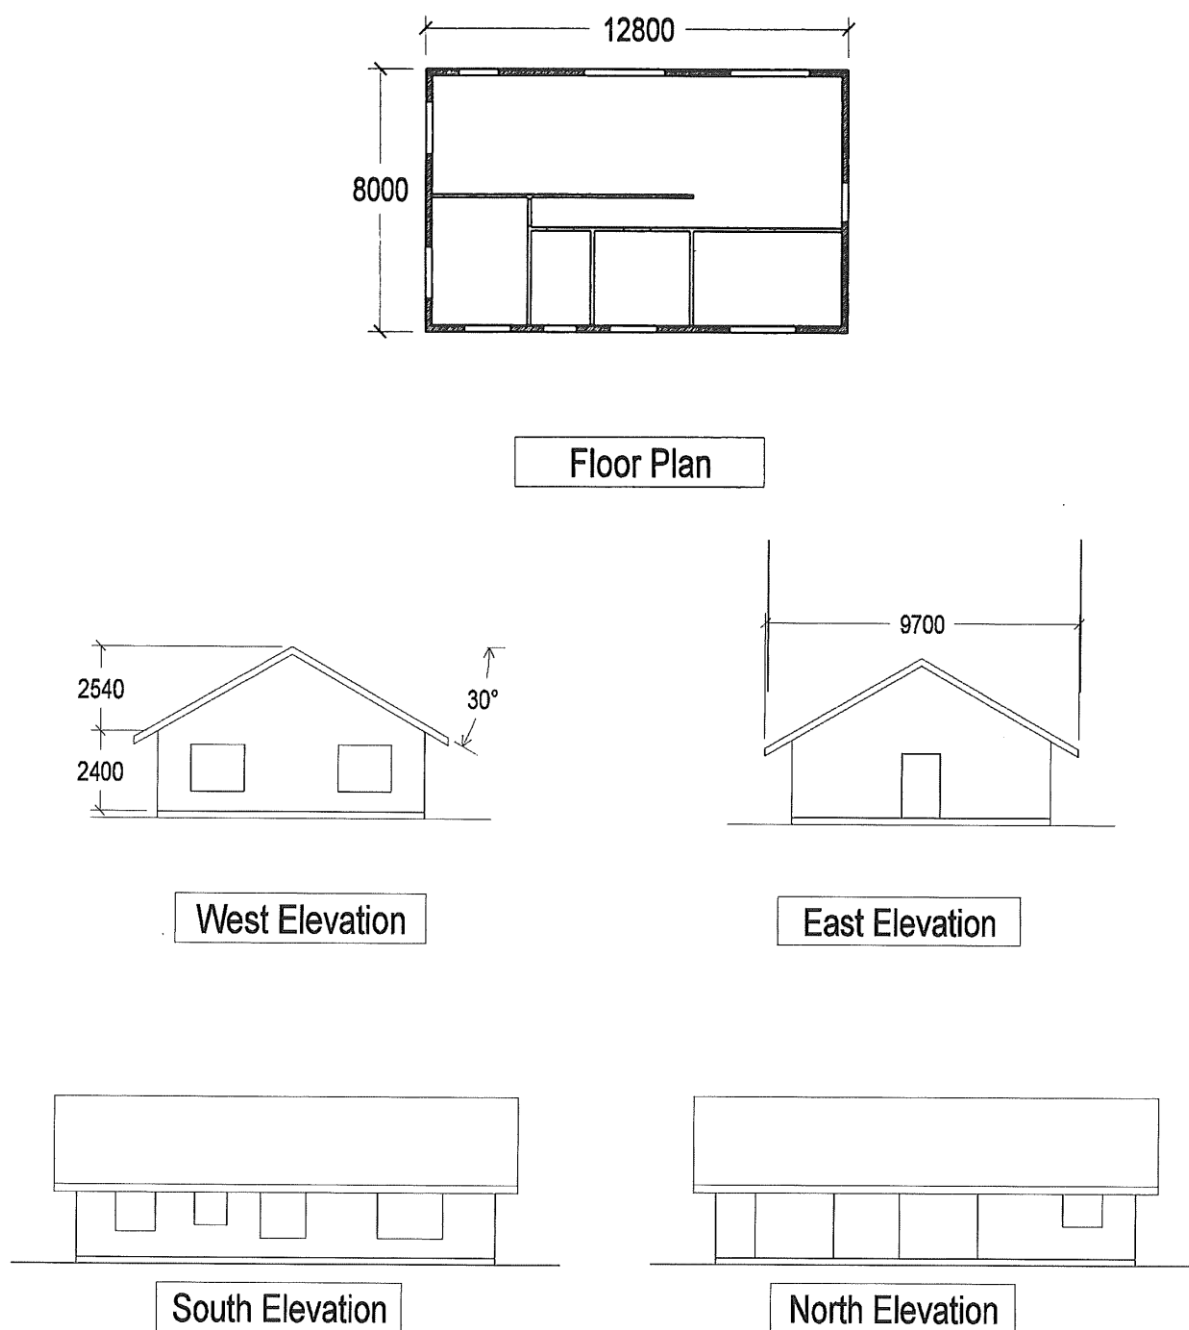 12800
8000
Floor Plan
9700
2540
30°
2400
West Elevation
East Elevation
South Elevation
North Elevation